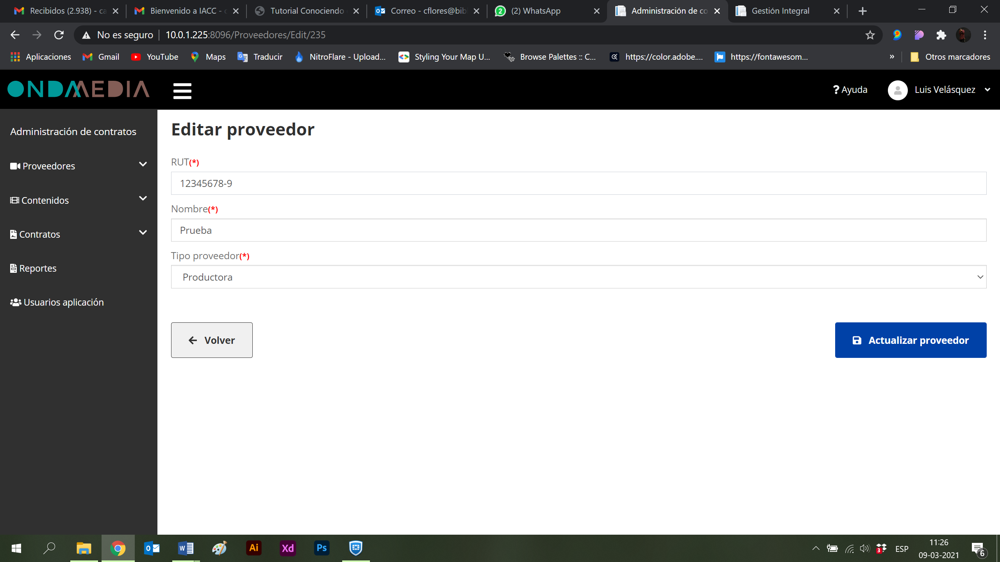 Recibidos (2.938) - ca
Bienvenido a IACC - c
Tutorial Conociendo
Correo - cflores@bibl
(2) WhatsApp
Administración de co
Gestión Integral
No es seguro
10.0.1.225:8096/Proveedores/Edit/235
Aplicaciones
Gmail
YouTube
Maps
Traducir
NitroFlare - Upload...
Styling Your Map U...
Browse Palettes :: C...
https://color.adobe....
https://fontawesom...
»
Otros marcadores
ONDAMEDIA
? Ayuda
Luis Velásquez
Administración de contratos
Proveedores
Contenidos
Contratos
Reportes
Usuarios aplicación
Editar proveedor
RUT(*)
12345678-9
Nombre(*)
Prueba
Tipo proveedor(*)
Productora
Volver
Actualizar proveedor
Ai
Xd
Ps
3
ESP
11:26
09-03-2021
6